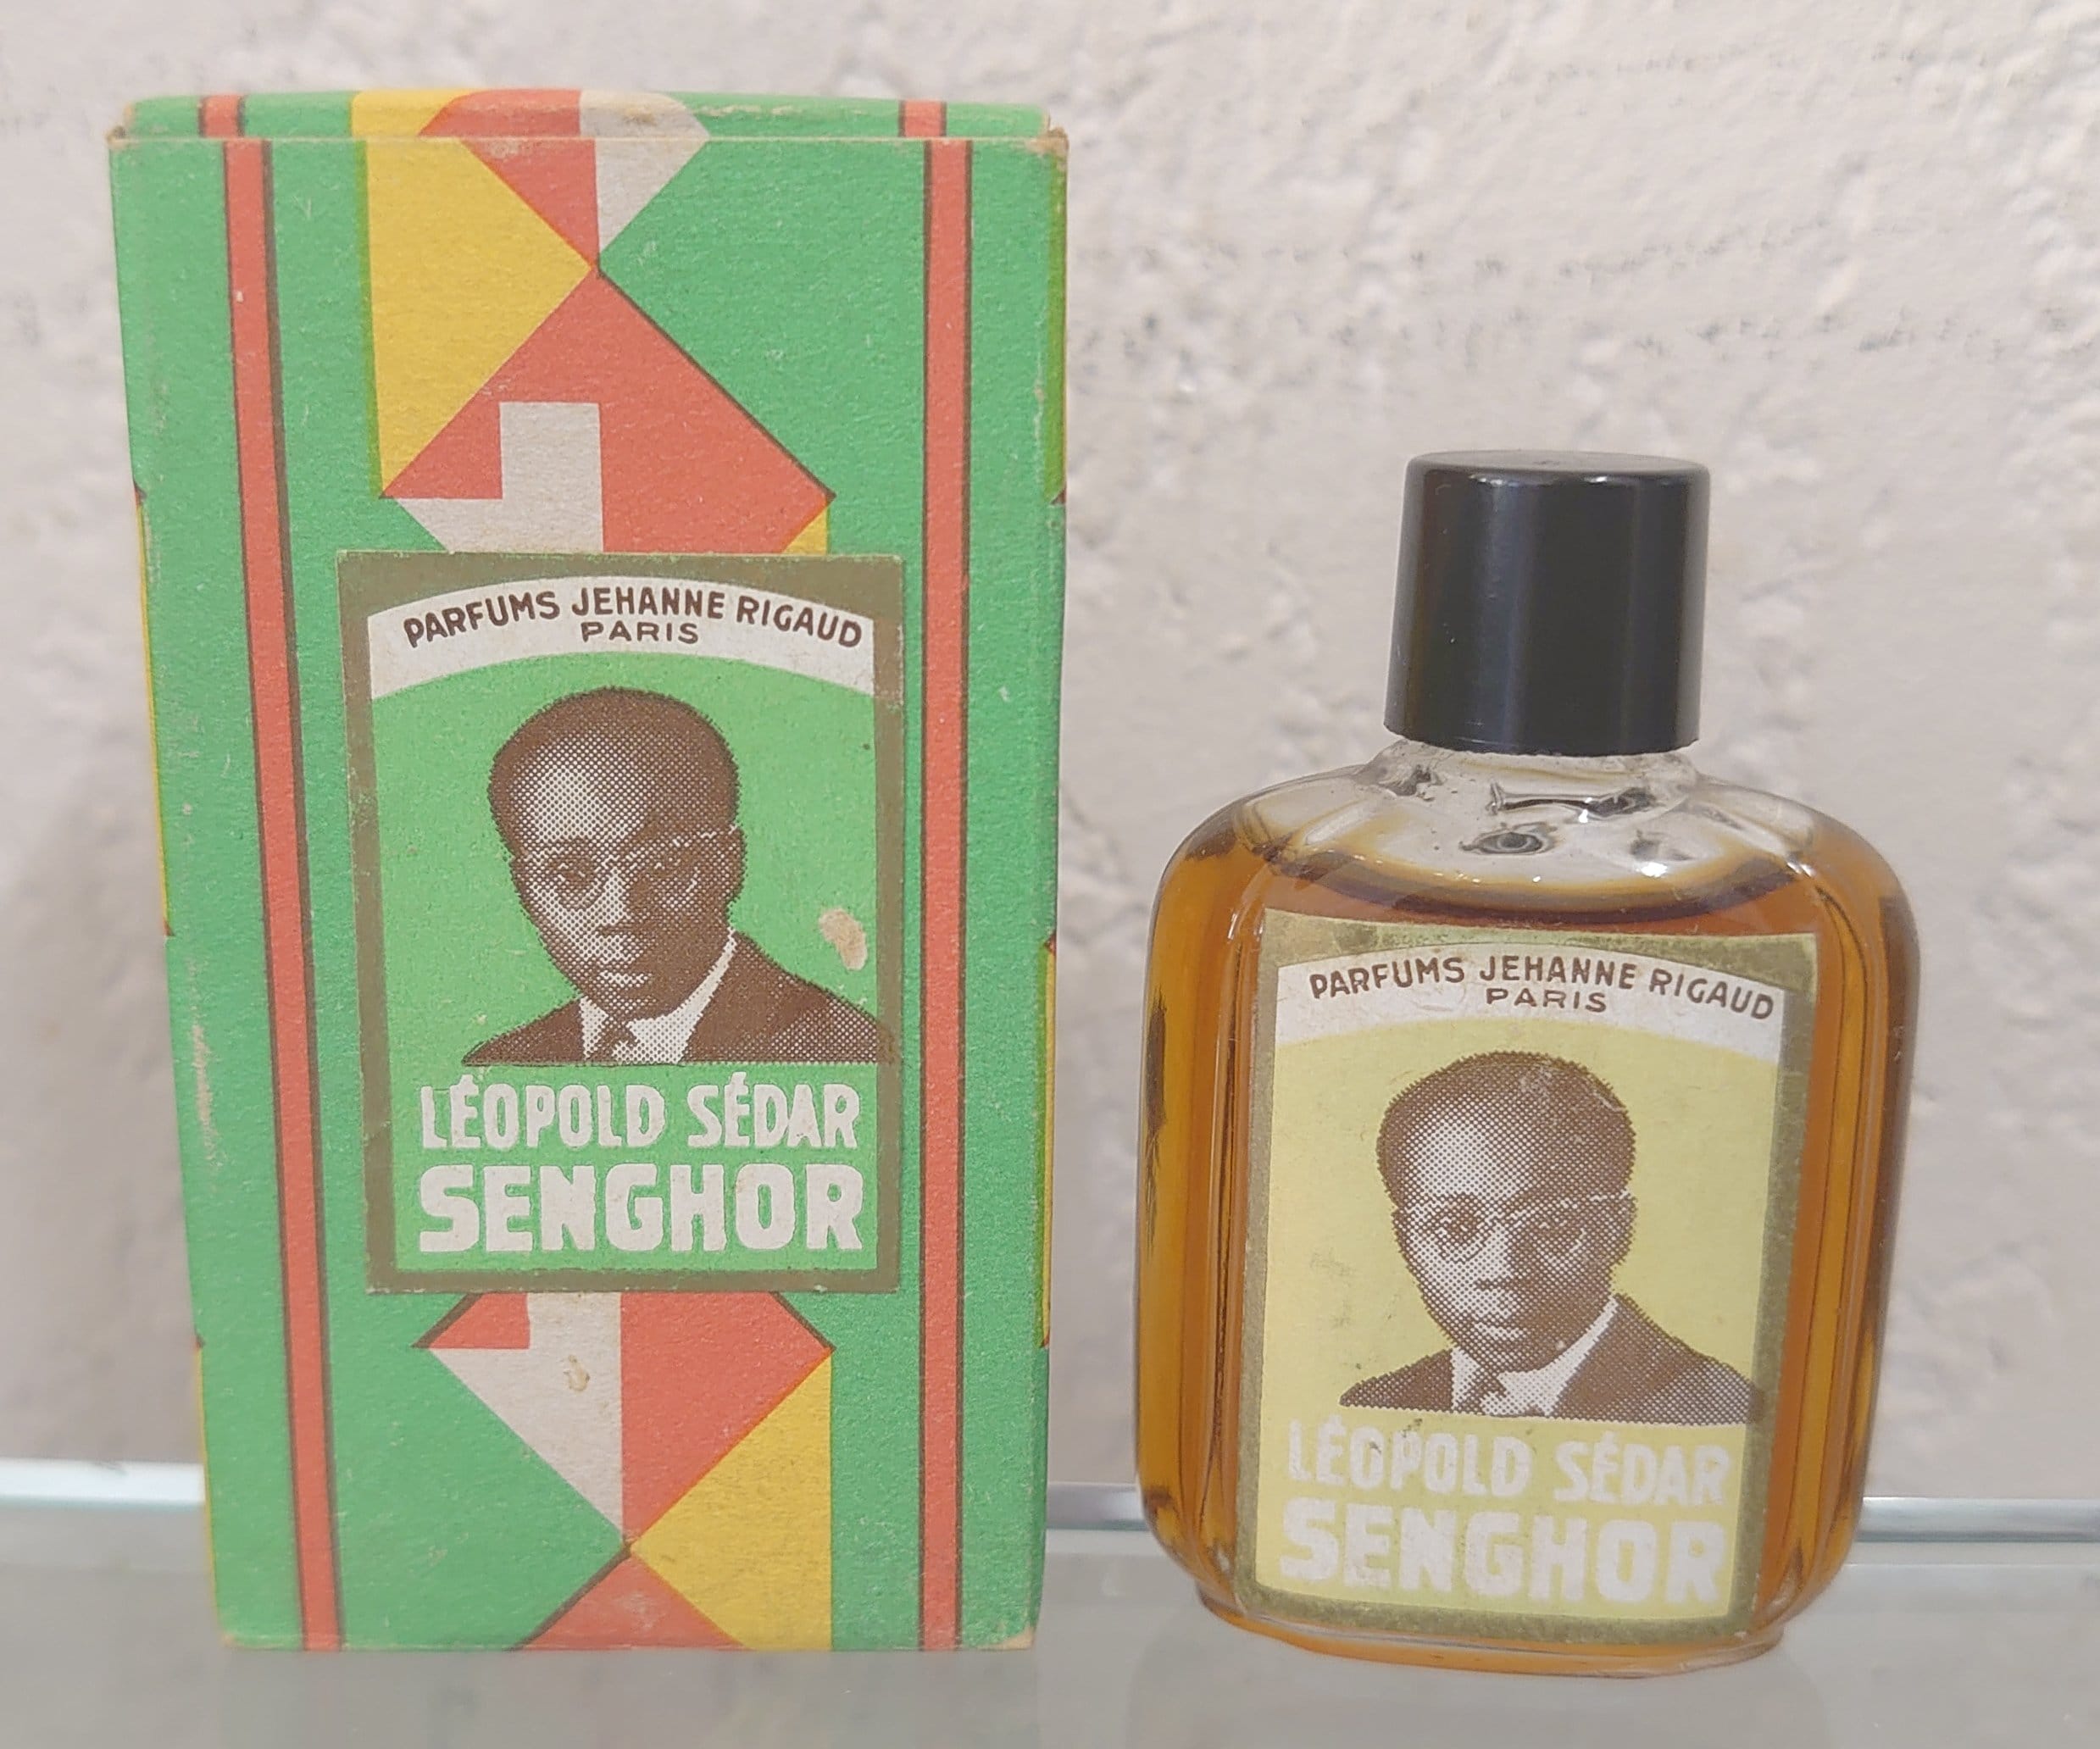 PARFUMS JEHANNE RIGAUD
PARIS
LÉOPOLD SÉDAR
SENGHOR
PARFUMS JEHANNE RIGAUD
PARIS
LÉOPOLD SÉDAR
SENGHOR